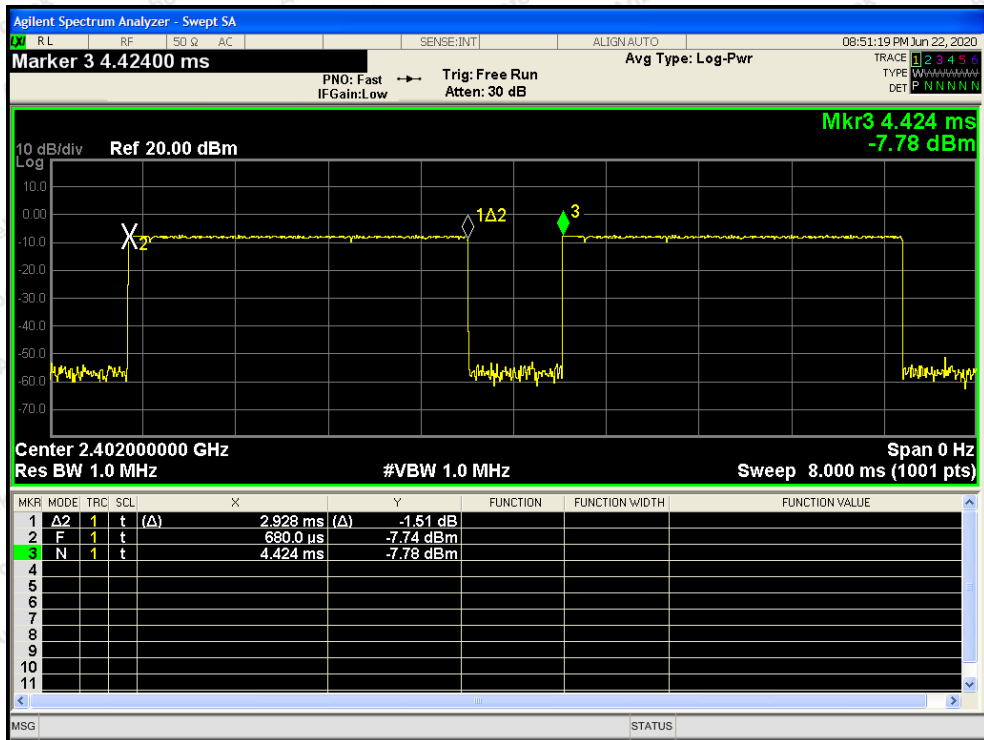 Agilent Spectrum Analyzer - Swept SA
LXI RL RF 50 Ω AC SENSE:INT ALIGNAUTO 08:51:19 PM Jun 22, 2020
Marker 3 4.42400 ms Avg Type: Log-Pwr TRACE 1 2 3 4 5 6
PNO: Fast Trig: Free Run TYPE WWWWWW
IFGain:Low Atten: 30 dB DET P N N N N N
Mkr3 4.424 ms
10 dB/div Ref 20.00 dBm -7.78 dBm
Log
10.0
0.00 1Δ2 3
-10.0 X2
-20.0
-30.0
-40.0
-50.0
-60.0
-70.0
Center 2.402000000 GHz Span 0 Hz
Res BW 1.0 MHz #VBW 1.0 MHz Sweep 8.000 ms (1001 pts)
MKR MODE TRC SCL X Y FUNCTION FUNCTION WIDTH FUNCTION VALUE
1 Δ2 1 t (Δ) 2.928 ms (Δ) -1.51 dB
2 F 1 t 680.0 µs -7.74 dBm
3 N 1 t 4.424 ms -7.78 dBm
4
5
6
7
8
9
10
11
MSG STATUS